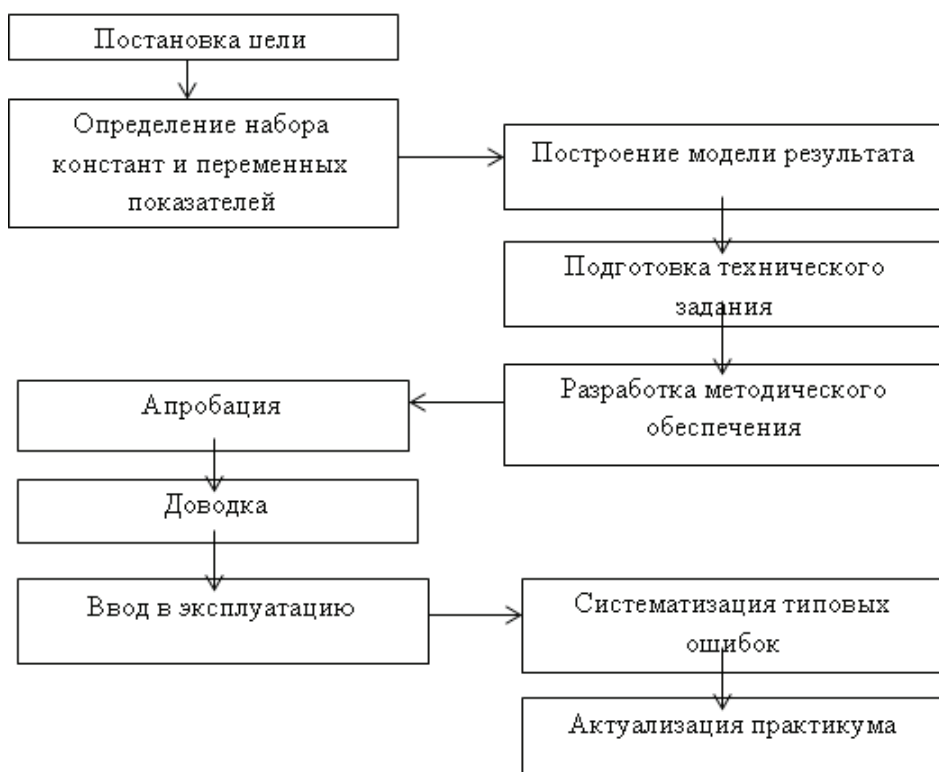 Постановка цели
Определение набора
констант и переменных
показателей
Построение модели результата
Подготовка технического
задания
Разработка методического
обеспечения
Апробация
Доводка
Ввод в эксплуатацию
Систематизация типовых
ошибок
Актуализация практикума